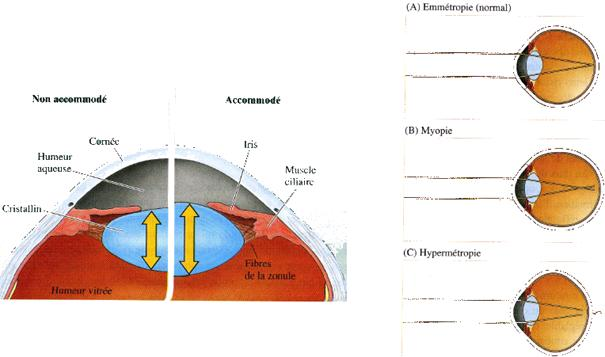 Non accommodé
Accommodé
Cornée
Humeur
aqueuse
Cristallin
Iris
Muscle
ciliaire
Fibres
de la zonule
Humeur vitrée
(A) Emmétropie (normal)
(B) Myopie
(C) Hypermétropie